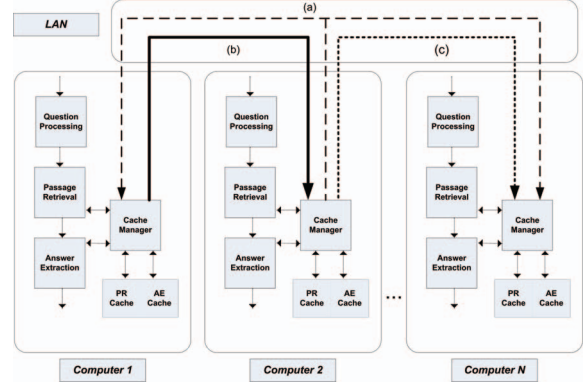 (a)
LAN
(b)
(c)
Question
Processing
Passage
Retrieval
Cache
Manager
Answer
Extraction
PR
Cache
AE
Cache
Computer 1
Question
Processing
Passage
Retrieval
Cache
Manager
Answer
Extraction
PR
Cache
AE
Cache
Computer 2
...
Question
Processing
Passage
Retrieval
Cache
Manager
Answer
Extraction
PR
Cache
AE
Cache
Computer N